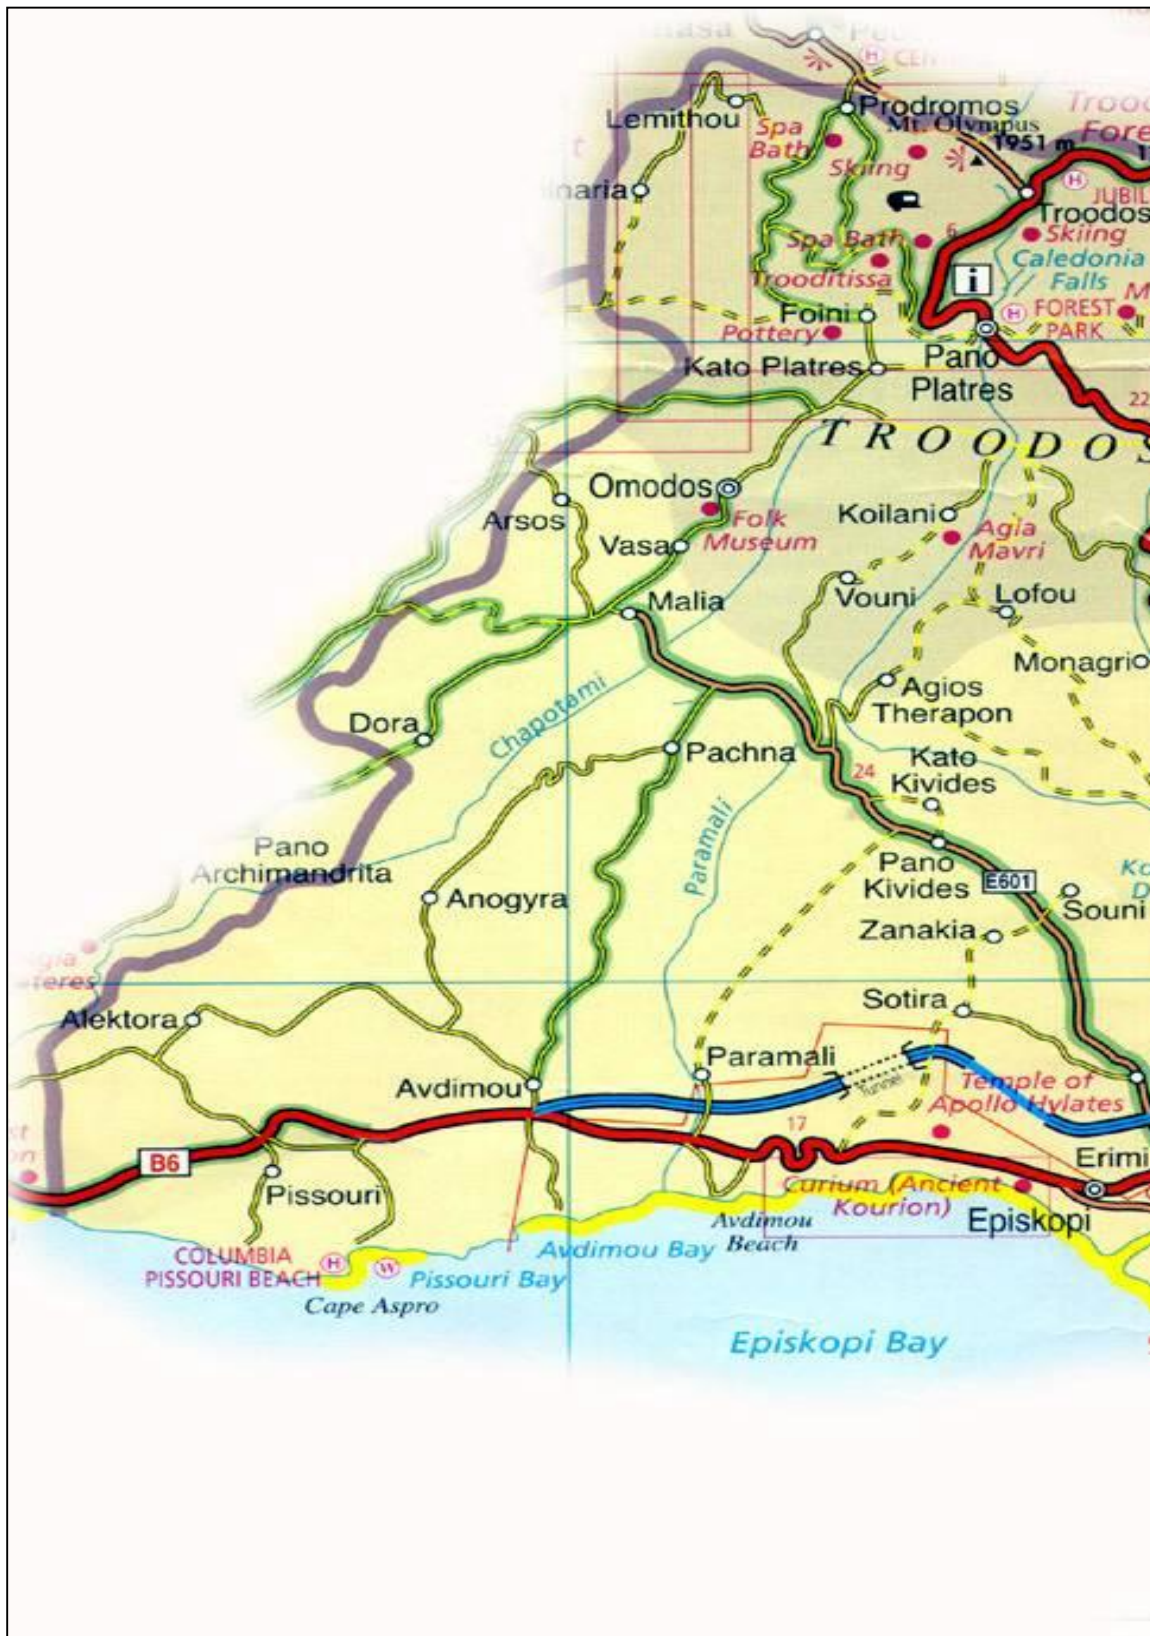 Prodromos
Lemithou
Mt. Olympus
Spa
Bath
1951 m
Skiing
Troodos
Skiing
Spa Bath
Trooditissa
Caledonia
Falls
i
6
Foini
Pottery
FOREST
PARK
Kato Platres
Pano
Platres
22
TROODOS
Omodos
Arsos
Folk
Museum
Vasa
Koilani
Agia
Mavri
Malia
Vouni
Lofou
Monagri
Agios
Therapon
Dora
Chapotami
Pachna
Kato
Kivides
24
Paramali
Pano
Archimandrita
Pano
Kivides
E601
Anogyra
Souni
Zanakia
Alektora
Sotira
Paramali
Avdimou
Tunnel
Temple of
Apollo Hylates
17
B6
Erimi
Pissouri
Curium (Ancient
Kourion)
Episkopi
Avdimou
Beach
COLUMBIA
PISSOURI BEACH
H
W
Avdimou Bay
Pissouri Bay
Cape Aspro
Episkopi Bay